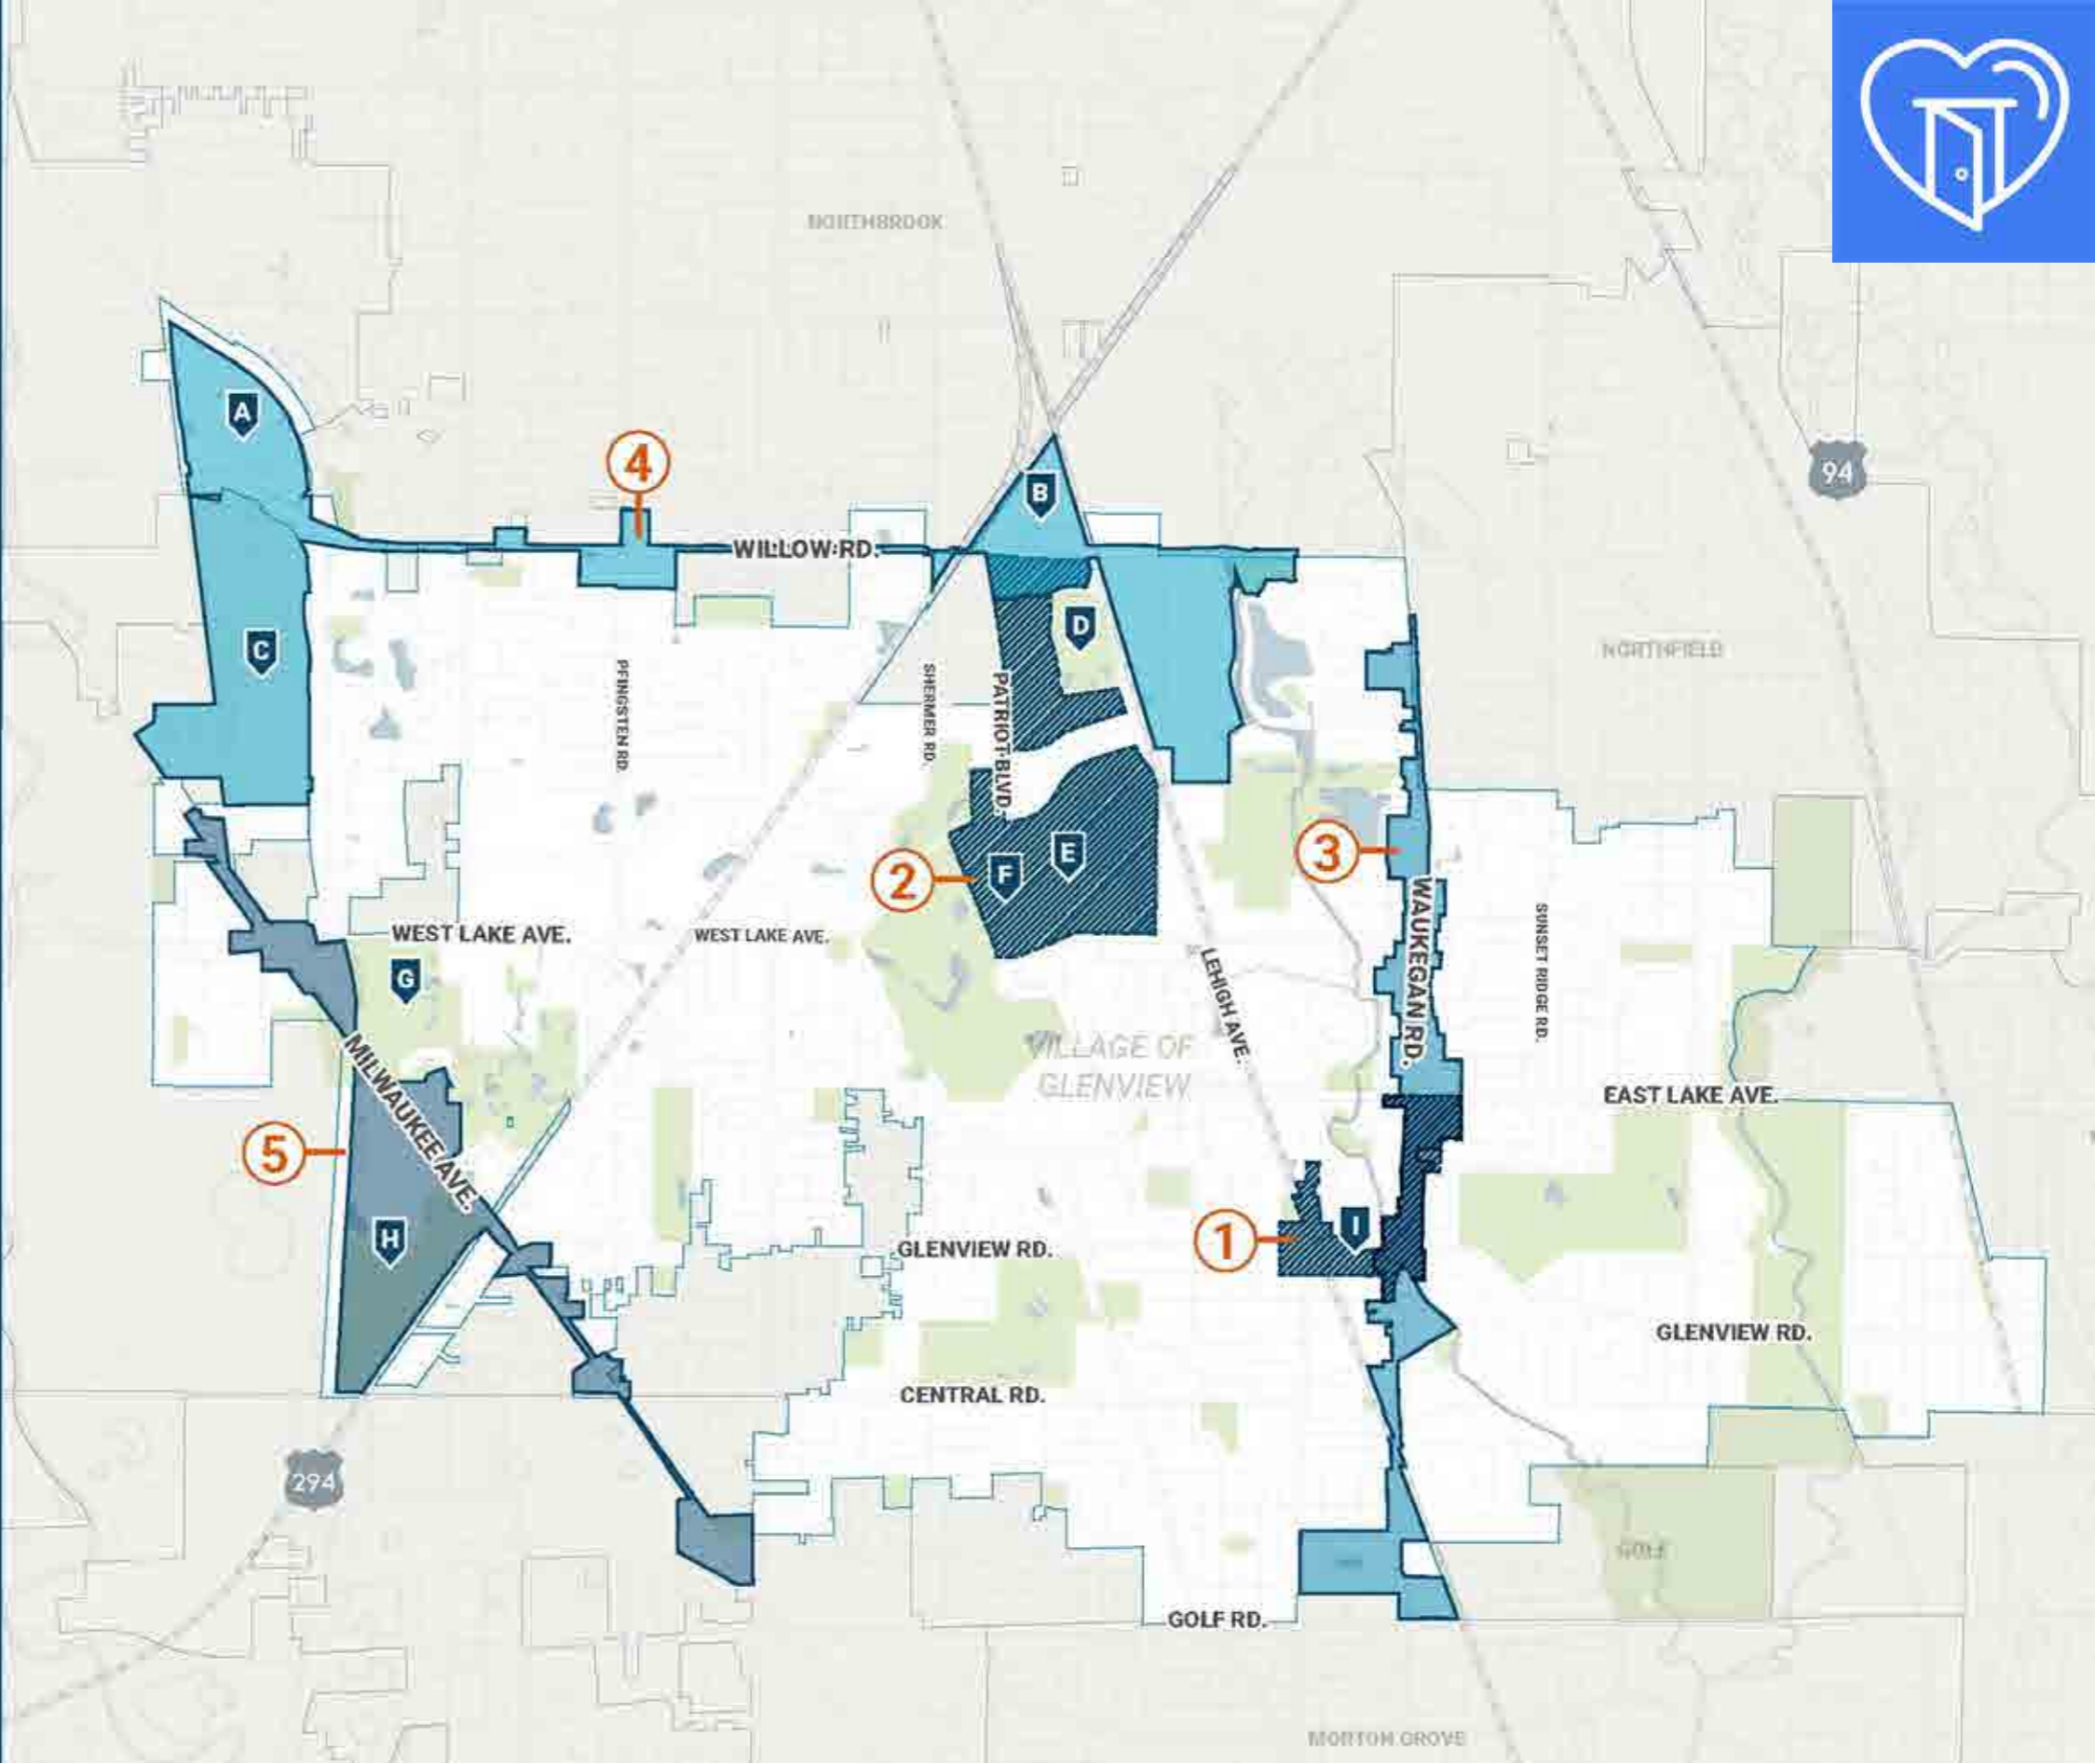 NORTHBROOK
A
4
B
94
WILLOW RD.
D
C
NORTHFIELD
PFINGSTEN RD.
SHERMER RD.
PATRIOT BLVD.
3
E
2
F
WAUKEGAN RD.
SUNSET RIDGE RD.
WEST LAKE AVE.
WEST LAKE AVE.
G
LEHIGH AVE.
VILLAGE OF
GLENVIEW
MILWAUKEE AVE.
EAST LAKE AVE.
5
H
1
I
GLENVIEW RD.
GLENVIEW RD.
CENTRAL RD.
294
GOLF
GOLF RD.
MORTON GROVE